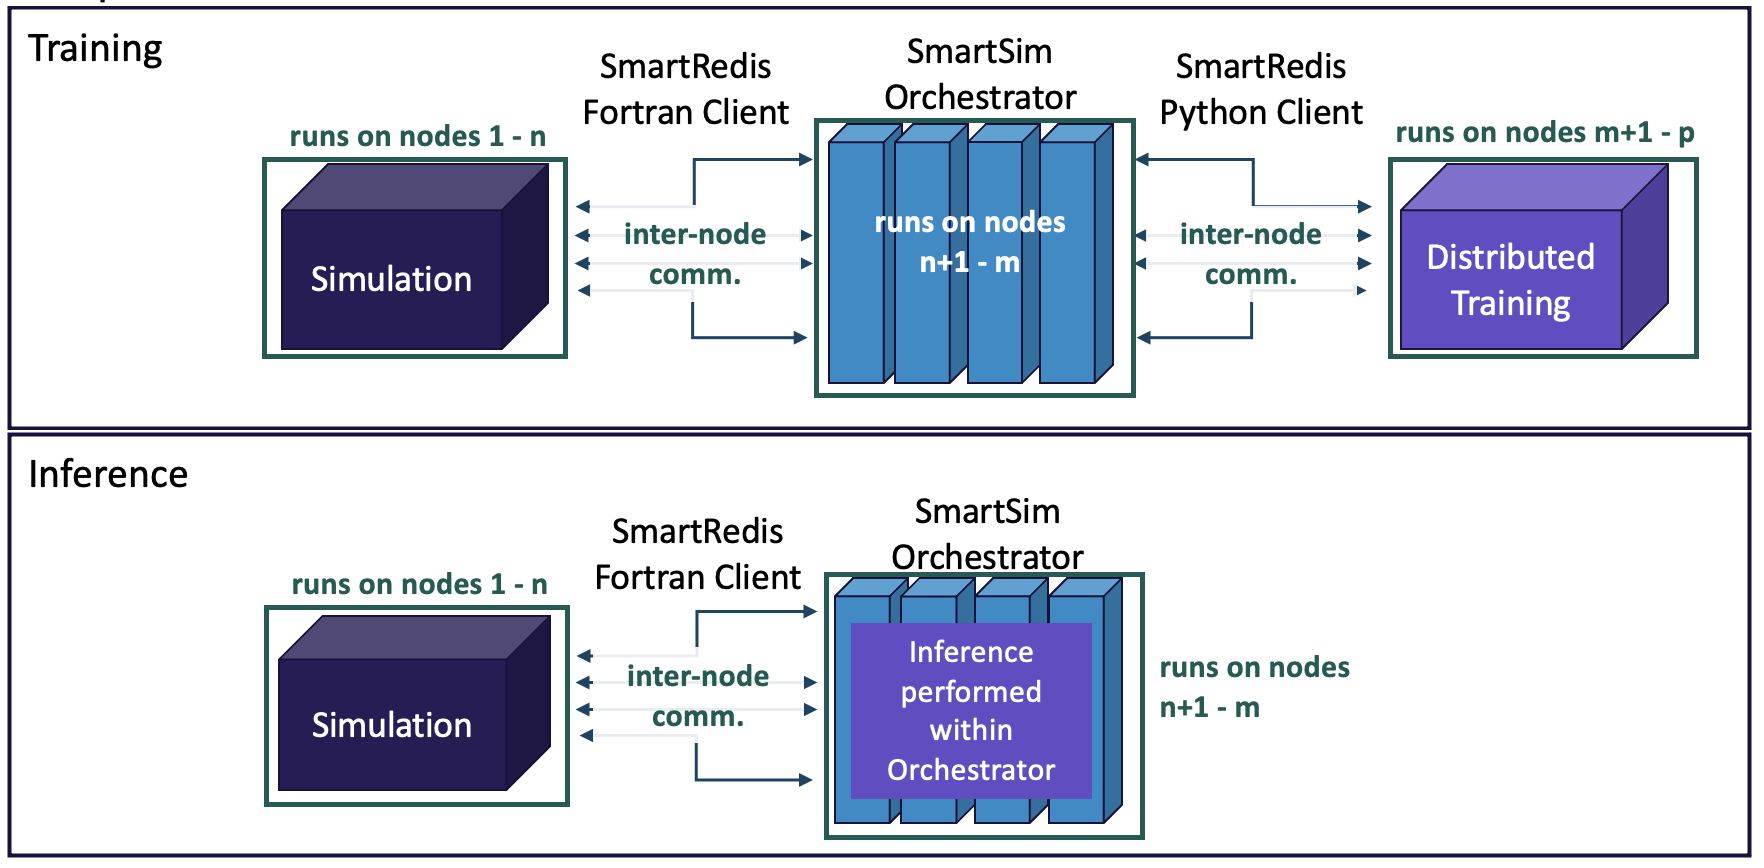 Training
SmartRedis
Fortran Client
SmartSim
Orchestrator
SmartRedis
Python Client
runs on nodes 1 - n
runs on nodes m+1 - p
Simulation
inter-node
comm.
runs on nodes
n+1 - m
inter-node
comm.
Distributed
Training
Inference
SmartRedis
Fortran Client
SmartSim
Orchestrator
runs on nodes 1 - n
Simulation
inter-node
comm.
Inference
performed
within
Orchestrator
runs on nodes
n+1 - m